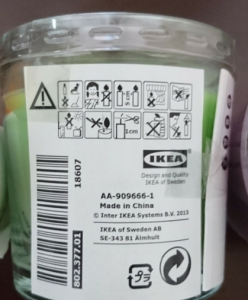 IKEA
Design and Quality
IKEA of Sweden
AA-909666-1
Made in China
© Inter IKEA Systems B.V. 2013
IKEA of Sweden AB
SE-343 81 Älmhult
18607
802.377.01